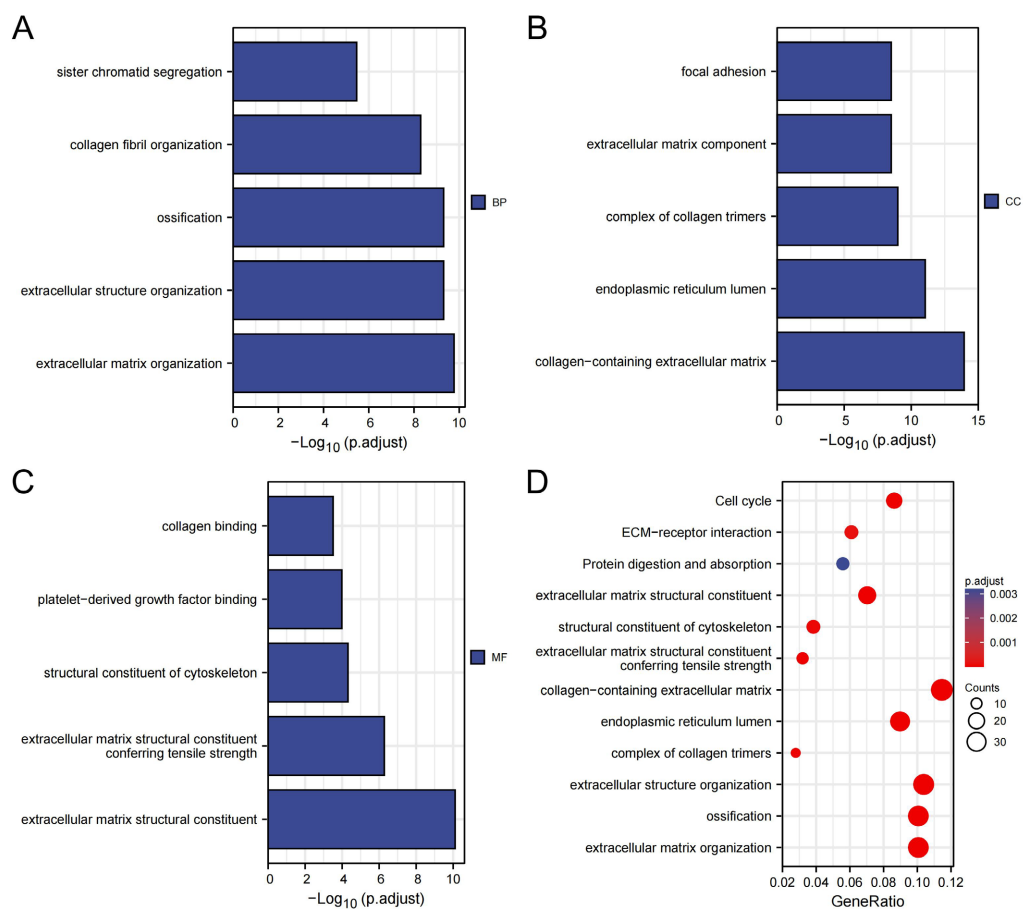 A
sister chromatid segregation
collagen fibril organization
ossification
extracellular structure organization
extracellular matrix organization
0 2 4 6 8 10
−Log10 (p.adjust)
BP
B
focal adhesion
extracellular matrix component
complex of collagen trimers
endoplasmic reticulum lumen
collagen−containing extracellular matrix
0 5 10 15
−Log10 (p.adjust)
CC
C
collagen binding
platelet−derived growth factor binding
structural constituent of cytoskeleton
extracellular matrix structural constituent
conferring tensile strength
extracellular matrix structural constituent
0 2 4 6 8 10
−Log10 (p.adjust)
MF
D
Cell cycle
ECM−receptor interaction
Protein digestion and absorption
extracellular matrix structural constituent
structural constituent of cytoskeleton
extracellular matrix structural constituent
conferring tensile strength
collagen−containing extracellular matrix
endoplasmic reticulum lumen
complex of collagen trimers
extracellular structure organization
ossification
extracellular matrix organization
0.02 0.04 0.06 0.08 0.10 0.12
GeneRatio
p.adjust
0.003
0.002
0.001
Counts
10
20
30